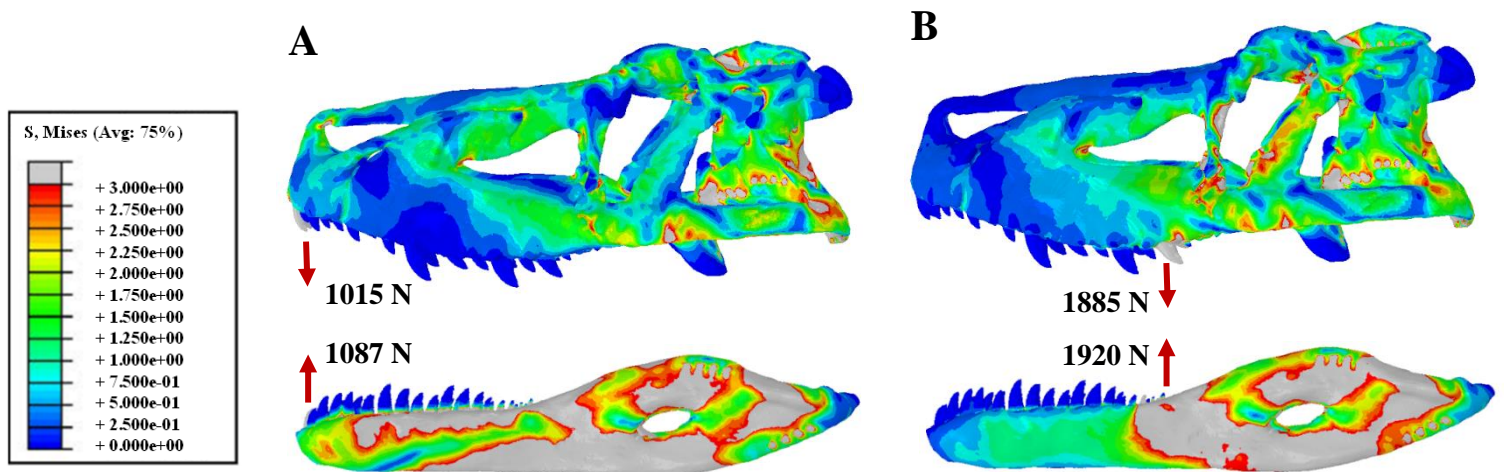 A
B
S, Mises (Avg: 75%)
+ 3.000e+00
+ 2.750e+00
+ 2.500e+00
+ 2.250e+00
+ 2.000e+00
+ 1.750e+00
+ 1.500e+00
+ 1.250e+00
+ 1.000e+00
+ 7.500e-01
+ 5.000e-01
+ 2.500e-01
+ 0.000e+00
1015 N
1087 N
1885 N
1920 N